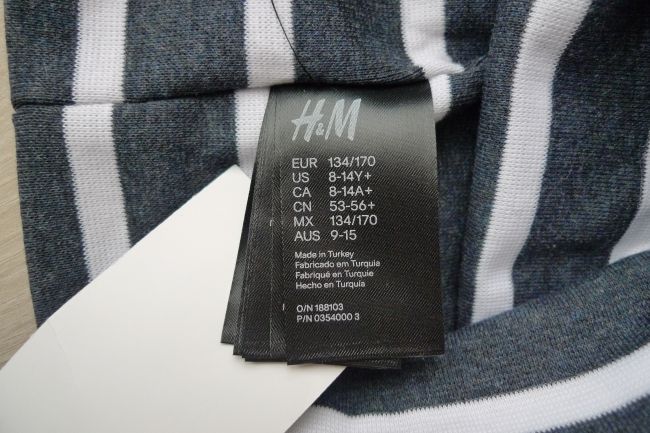 H&M
EUR 134/170
US 8-14Y+
CA 8-14A+
CN 53-56+
MX 134/170
AUS 9-15
Made in Turkey
Fabricado em Turquia
Fabriqué en Turquie
Hecho en Turquía
O/N 188103
P/N 0354000 3